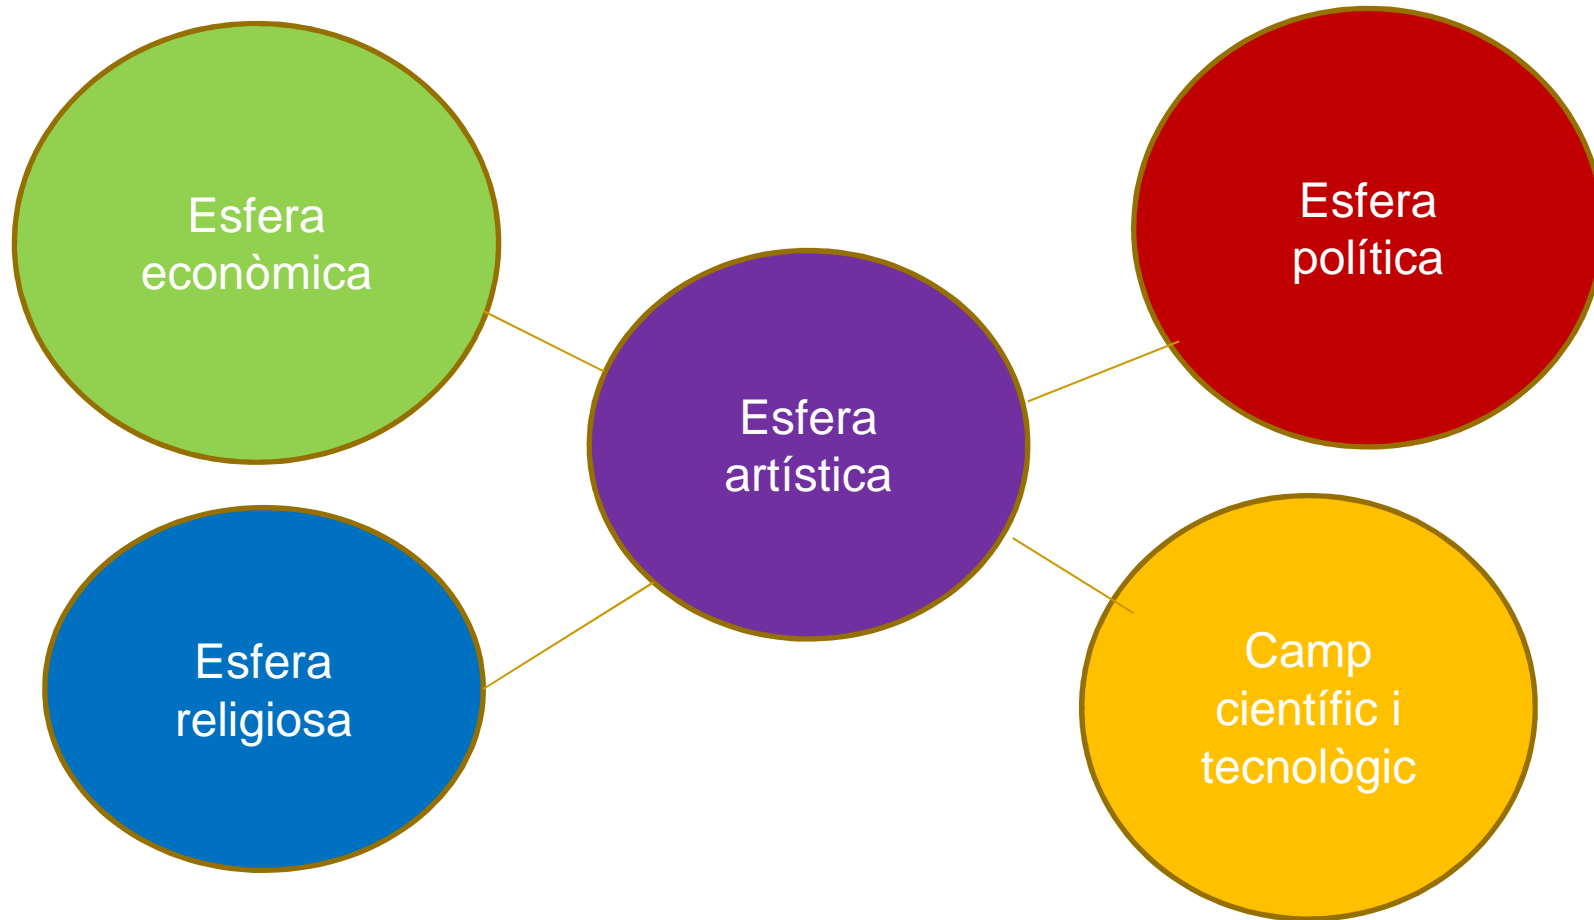 Esfera
econòmica
Esfera
política
Esfera
artística
Esfera
religiosa
Camp
científic i
tecnològic